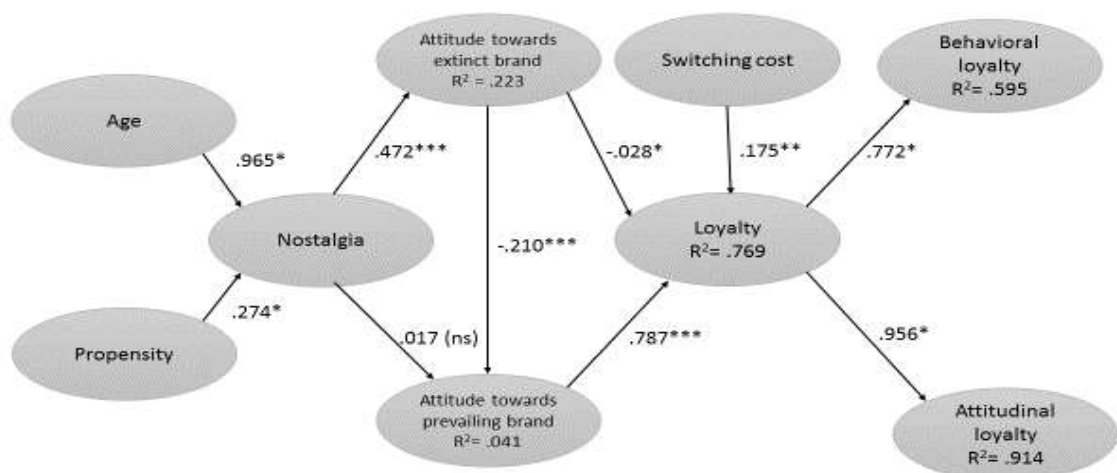 Age
.965*
Propensity
.274*
Nostalgia
.472***
.017 (ns)
Attitude towards
extinct brand
R² = .223
-.210***
Attitude towards
prevailing brand
R²= .041
-.028*
Switching cost
.175**
.787***
Loyalty
R²= .769
.772*
.956*
Behavioral
loyalty
R²= .595
Attitudinal
loyalty
R²= .914